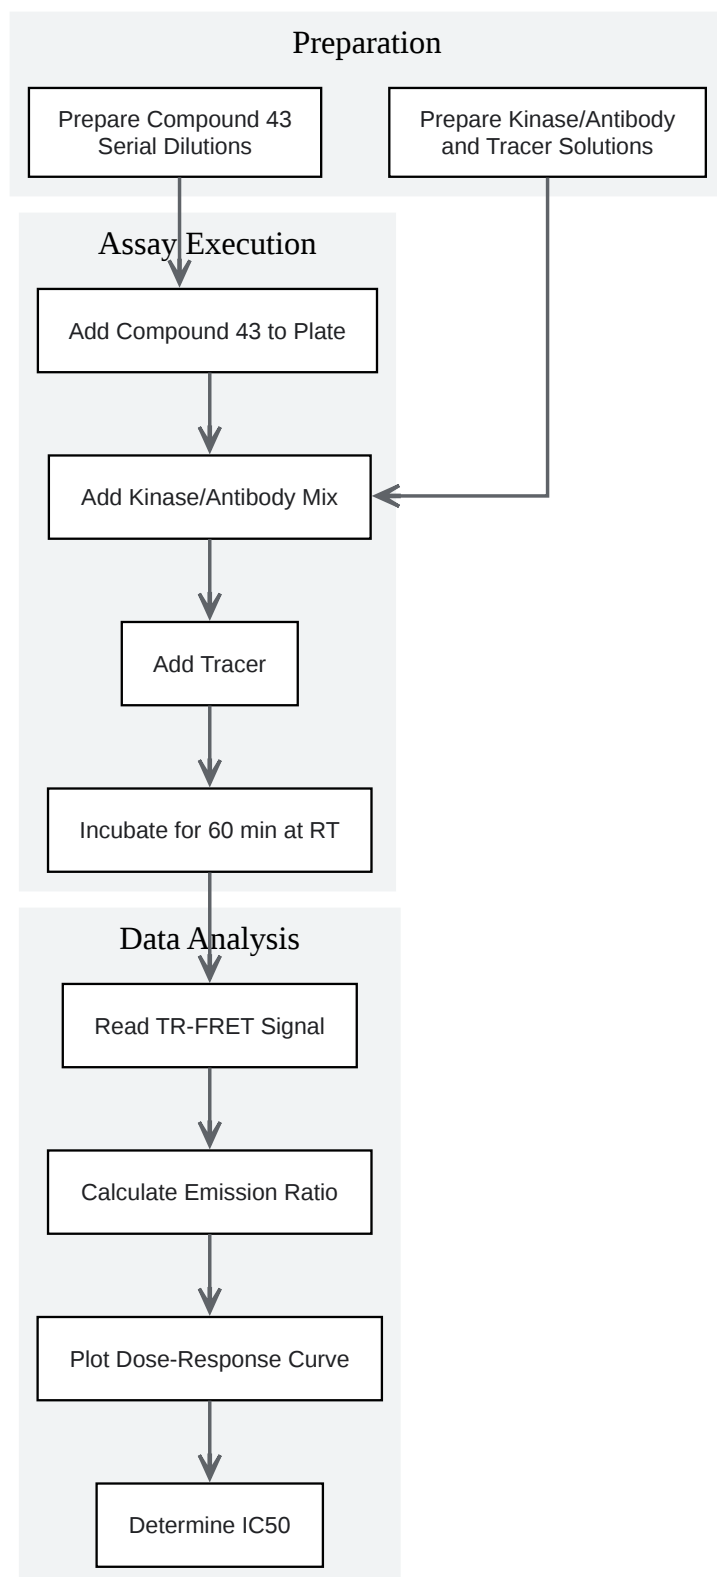 Preparation
Prepare Compound 43
Serial Dilutions
Prepare Kinase/Antibody
and Tracer Solutions
Assay Execution
Add Compound 43 to Plate
Add Kinase/Antibody Mix
Add Tracer
Incubate for 60 min at RT
Data Analysis
Read TR-FRET Signal
Calculate Emission Ratio
Plot Dose-Response Curve
Determine IC50